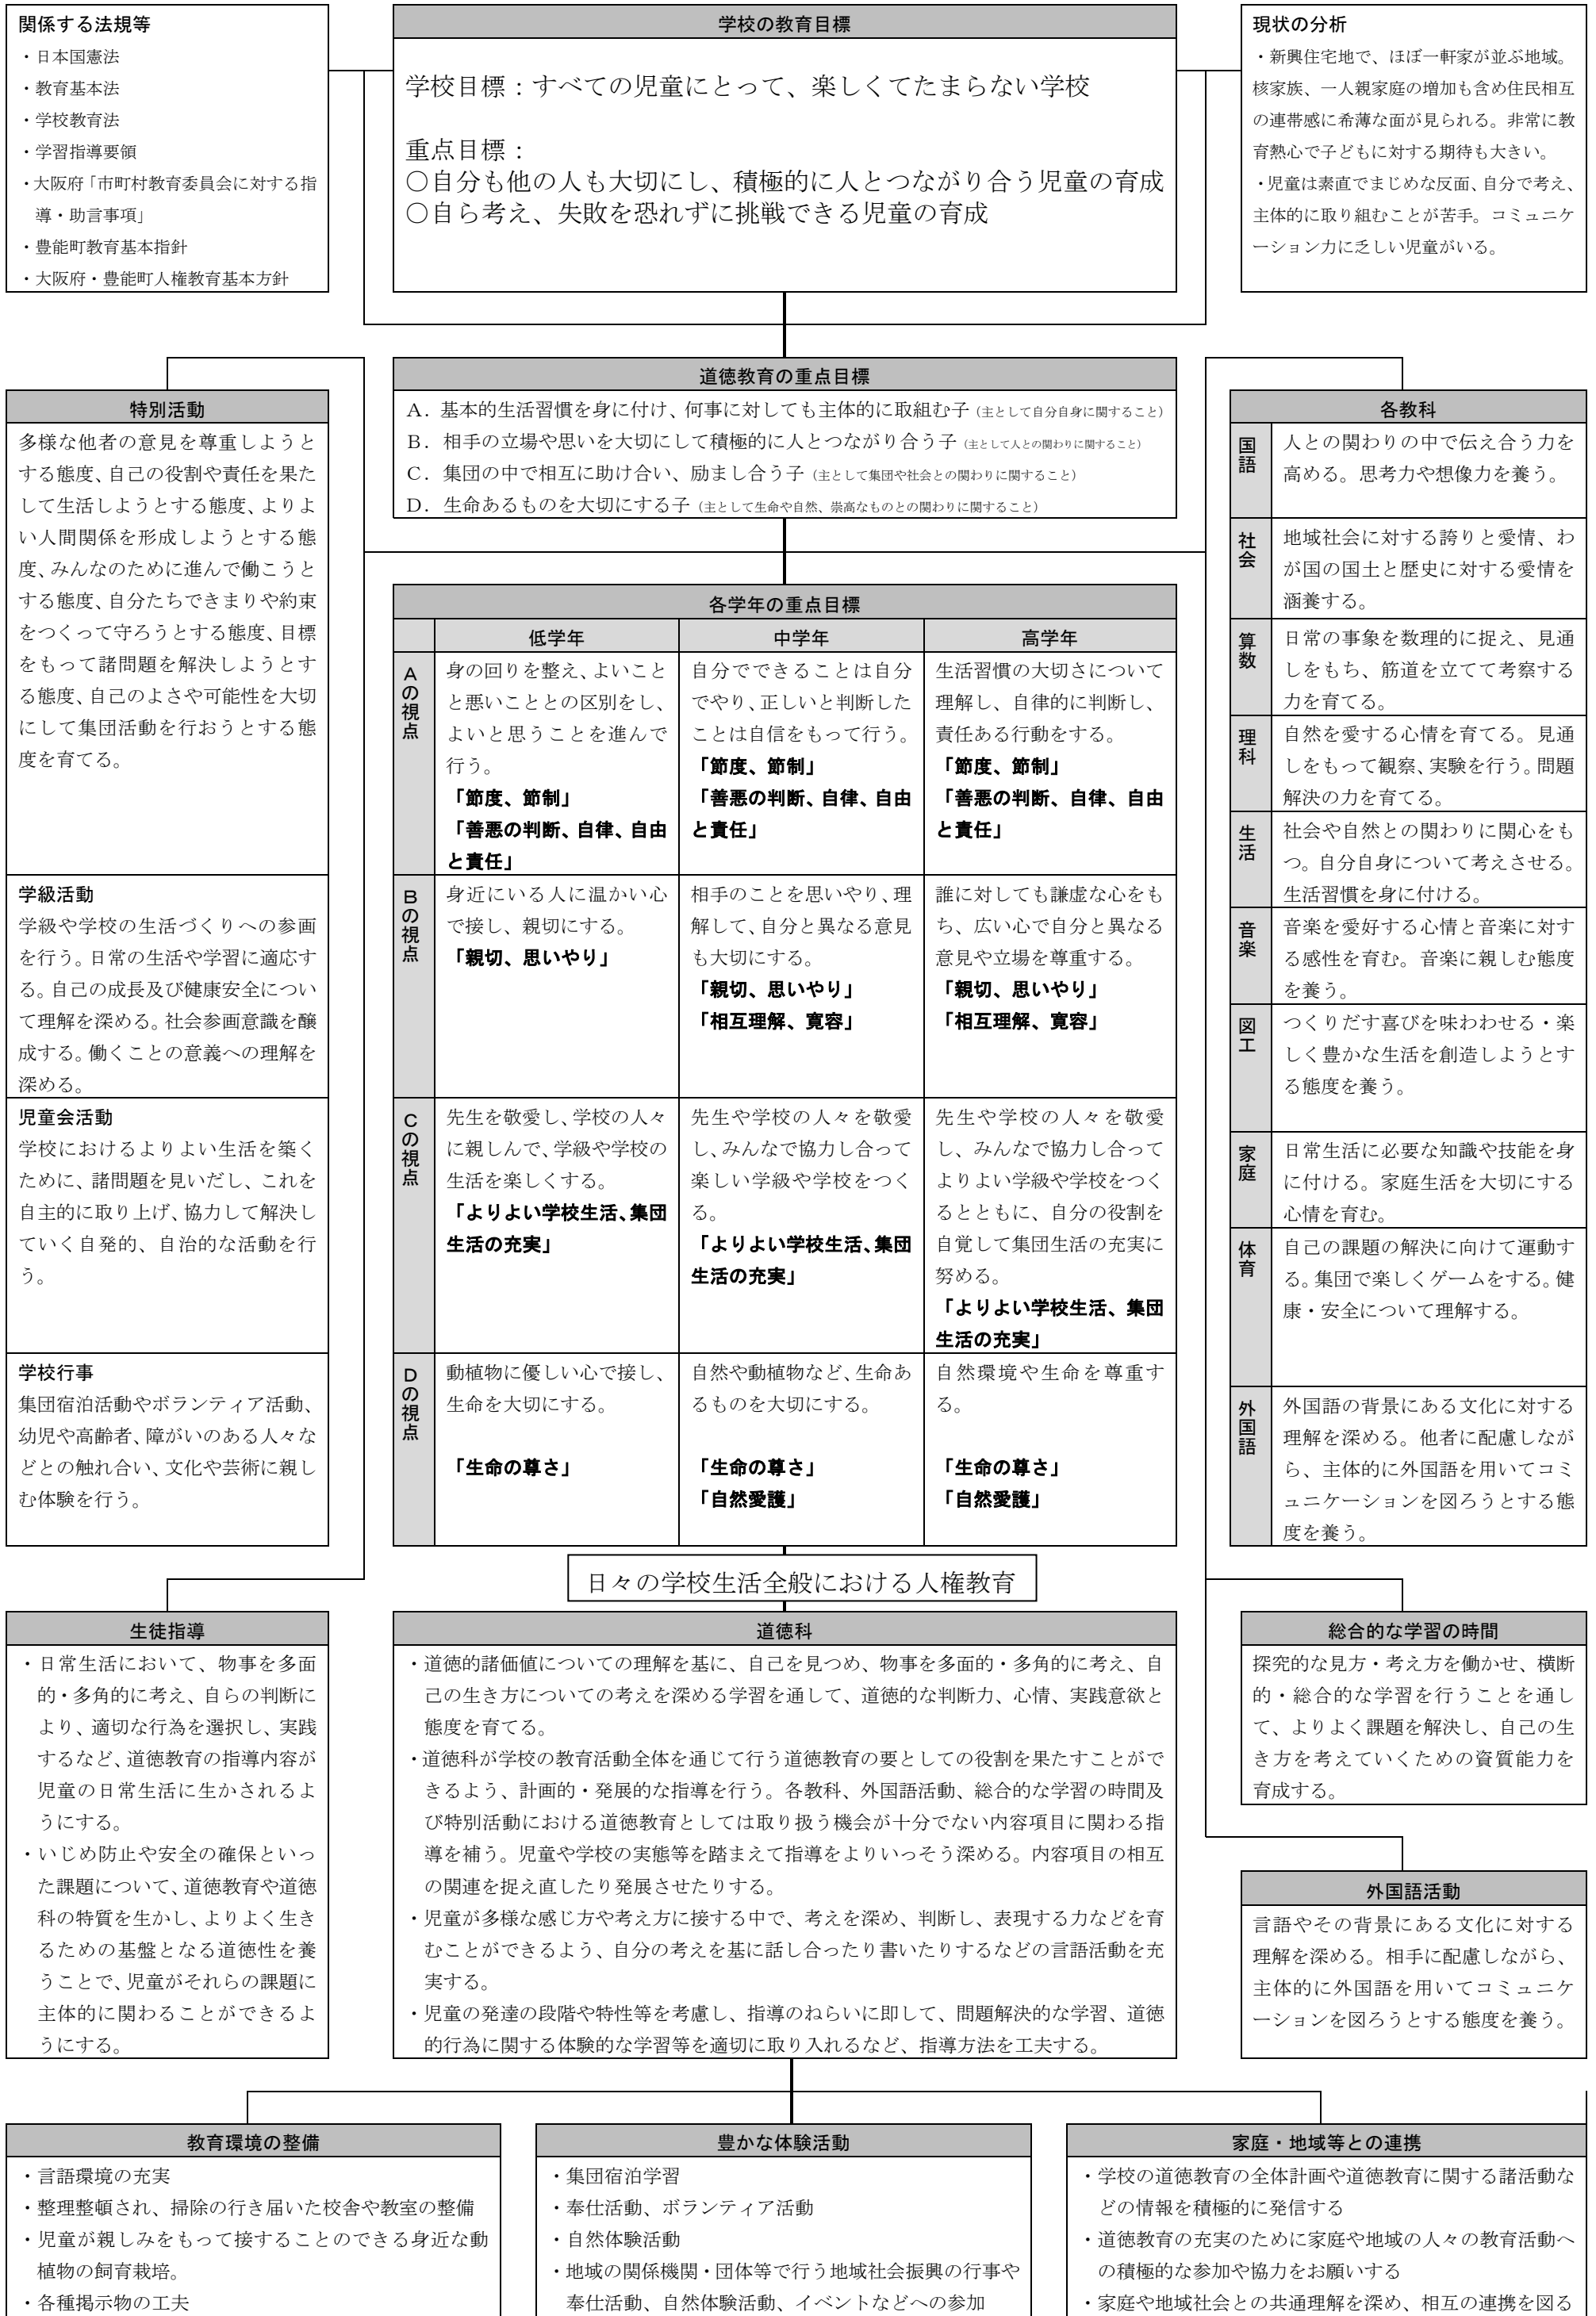 関係する法規等
・日本国憲法
・教育基本法
・学校教育法
・学習指導要領
・大阪府「市町村教育委員会に対する指
導・助言事項」
・豊能町教育基本指針
・大阪府・豊能町人権教育基本方針
学校の教育目標
学校目標：すべての児童にとって、楽しくてたまらない学校
重点目標：
○自分も他の人も大切にし、積極的に人とつながり合う児童の育成
○自ら考え、失敗を恐れずに挑戦できる児童の育成
現状の分析
・新興住宅地で、ほぼ一軒家が並ぶ地域。
核家族、一人親家庭の増加も含め住民相互
の連帯感に希薄な面が見られる。非常に教
育熱心で子どもに対する期待も大きい。
・児童は素直でまじめな反面、自分で考え、
主体的に取り組むことが苦手。コミュニケ
ーション力に乏しい児童がいる。
道徳教育の重点目標
A．基本的生活習慣を身に付け、何事に対しても主体的に取組む子（主として自分自身に関すること）
B．相手の立場や思いを大切にして積極的に人とつながり合う子（主として人との関わりに関すること）
C．集団の中で相互に助け合い、励まし合う子（主として集団や社会との関わりに関すること）
D．生命あるものを大切にする子（主として生命や自然、崇高なものとの関わりに関すること）
特別活動
多様な他者の意見を尊重しようと
する態度、自己の役割や責任を果た
して生活しようとする態度、よりよ
い人間関係を形成しようとする態
度、みんなのために進んで働こうと
する態度、自分たちできまりや約束
をつくって守ろうとする態度、目標
をもって諸問題を解決しようとす
る態度、自己のよさや可能性を大切
にして集団活動を行おうとする態
度を育てる。
学級活動
学級や学校の生活づくりへの参画
を行う。日常の生活や学習に適応す
る。自己の成長及び健康安全につい
て理解を深める。社会参画意識を醸
成する。働くことの意義への理解を
深める。
児童会活動
学校におけるよりよい生活を築く
ために、諸問題を見いだし、これを
自主的に取り上げ、協力して解決し
ていく自発的、自治的な活動を行
う。
学校行事
集団宿泊活動やボランティア活動、
幼児や高齢者、障がいのある人々な
どとの触れ合い、文化や芸術に親し
む体験を行う。
各学年の重点目標
低学年
中学年
高学年
Aの視点
身の回りを整え、よいこと
と悪いこととの区別をし、
よいと思うことを進んで
行う。
「節度、節制」
「善悪の判断、自律、自由
と責任」
自分でできることは自分
でやり、正しいと判断した
ことは自信をもって行う。
「節度、節制」
「善悪の判断、自律、自由
と責任」
生活習慣の大切さについて
理解し、自律的に判断し、
責任ある行動をする。
「節度、節制」
「善悪の判断、自律、自由
と責任」
Bの視点
身近にいる人に温かい心
で接し、親切にする。
「親切、思いやり」
相手のことを思いやり、理
解して、自分と異なる意見
も大切にする。
「親切、思いやり」
「相互理解、寛容」
誰に対しても謙虚な心をも
ち、広い心で自分と異なる
意見や立場を尊重する。
「親切、思いやり」
「相互理解、寛容」
Cの視点
先生を敬愛し、学校の人々
に親しんで、学級や学校の
生活を楽しくする。
「よりよい学校生活、集団
生活の充実」
先生や学校の人々を敬愛
し、みんなで協力し合って
楽しい学級や学校をつく
る。
「よりよい学校生活、集団
生活の充実」
先生や学校の人々を敬愛
し、みんなで協力し合って
よりよい学級や学校をつく
るとともに、自分の役割を
自覚して集団生活の充実に
努める。
「よりよい学校生活、集団
生活の充実」
Dの視点
動植物に優しい心で接し、
生命を大切にする。
「生命の尊さ」
自然や動植物など、生命あ
るものを大切にする。
「生命の尊さ」
「自然愛護」
自然環境や生命を尊重す
る。
「生命の尊さ」
「自然愛護」
各教科
国語
人との関わりの中で伝え合う力を
高める。思考力や想像力を養う。
社会
地域社会に対する誇りと愛情、わ
が国の国土と歴史に対する愛情を
涵養する。
算数
日常の事象を数理的に捉え、見通
しをもち、筋道を立てて考察する
力を育てる。
理科
自然を愛する心情を育てる。見通
しをもって観察、実験を行う。問題
解決の力を育てる。
生活
社会や自然との関わりに関心をも
つ。自分自身について考えさせる。
生活習慣を身に付ける。
音楽
音楽を愛好する心情と音楽に対す
る感性を育む。音楽に親しむ態度
を養う。
図工
つくりだす喜びを味わわせる・楽
しく豊かな生活を創造しようとす
る態度を養う。
家庭
日常生活に必要な知識や技能を身
に付ける。家庭生活を大切にする
心情を育む。
体育
自己の課題の解決に向けて運動す
る。集団で楽しくゲームをする。健
康・安全について理解する。
外国語
外国語の背景にある文化に対する
理解を深める。他者に配慮しなが
ら、主体的に外国語を用いてコミ
ュニケーションを図ろうとする態
度を養う。
日々の学校生活全般における人権教育
生徒指導
・日常生活において、物事を多面
的・多角的に考え、自らの判断に
より、適切な行為を選択し、実践
するなど、道徳教育の指導内容が
児童の日常生活に生かされるよ
うにする。
・いじめ防止や安全の確保といっ
た課題について、道徳教育や道徳
科の特質を生かし、よりよく生き
るための基盤となる道徳性を養
うことで、児童がそれらの課題に
主体的に関わることができるよ
うにする。
道徳科
・道徳的諸価値についての理解を基に、自己を見つめ、物事を多面的・多角的に考え、自
己の生き方についての考えを深める学習を通して、道徳的な判断力、心情、実践意欲と
態度を育てる。
・道徳科が学校の教育活動全体を通じて行う道徳教育の要としての役割を果たすことがで
きるよう、計画的・発展的な指導を行う。各教科、外国語活動、総合的な学習の時間及
び特別活動における道徳教育としては取り扱う機会が十分でない内容項目に関わる指
導を補う。児童や学校の実態等を踏まえて指導をよりいっそう深める。内容項目の相互
の関連を捉え直したり発展させたりする。
・児童が多様な感じ方や考え方に接する中で、考えを深め、判断し、表現する力などを育
むことができるよう、自分の考えを基に話し合ったり書いたりするなどの言語活動を充
実する。
・児童の発達の段階や特性等を考慮し、指導のねらいに即して、問題解決的な学習、道徳
的行為に関する体験的な学習等を適切に取り入れるなど、指導方法を工夫する。
総合的な学習の時間
探究的な見方・考え方を働かせ、横断
的・総合的な学習を行うことを通し
て、よりよく課題を解決し、自己の生
き方を考えていくための資質能力を
育成する。
外国語活動
言語やその背景にある文化に対する
理解を深める。相手に配慮しながら、
主体的に外国語を用いてコミュニケ
ーションを図ろうとする態度を養う。
教育環境の整備
・言語環境の充実
・整理整頓され、掃除の行き届いた校舎や教室の整備
・児童が親しみをもって接することのできる身近な動
植物の飼育栽培。
・各種掲示物の工夫
豊かな体験活動
・集団宿泊学習
・奉仕活動、ボランティア活動
・自然体験活動
・地域の関係機関・団体等で行う地域社会振興の行事や
奉仕活動、自然体験活動、イベントなどへの参加
家庭・地域等との連携
・学校の道徳教育の全体計画や道徳教育に関する諸活動な
どの情報を積極的に発信する
・道徳教育の充実のために家庭や地域の人々の教育活動へ
の積極的な参加や協力をお願いする
・家庭や地域社会との共通理解を深め、相互の連携を図る